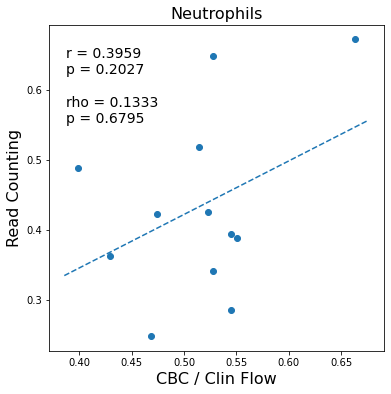 Neutrophils
r = 0.3959
p = 0.2027
rho = 0.1333
p = 0.6795
Read Counting
0.6
0.5
0.4
0.3
0.40 0.45 0.50 0.55 0.60 0.65
CBC / Clin Flow